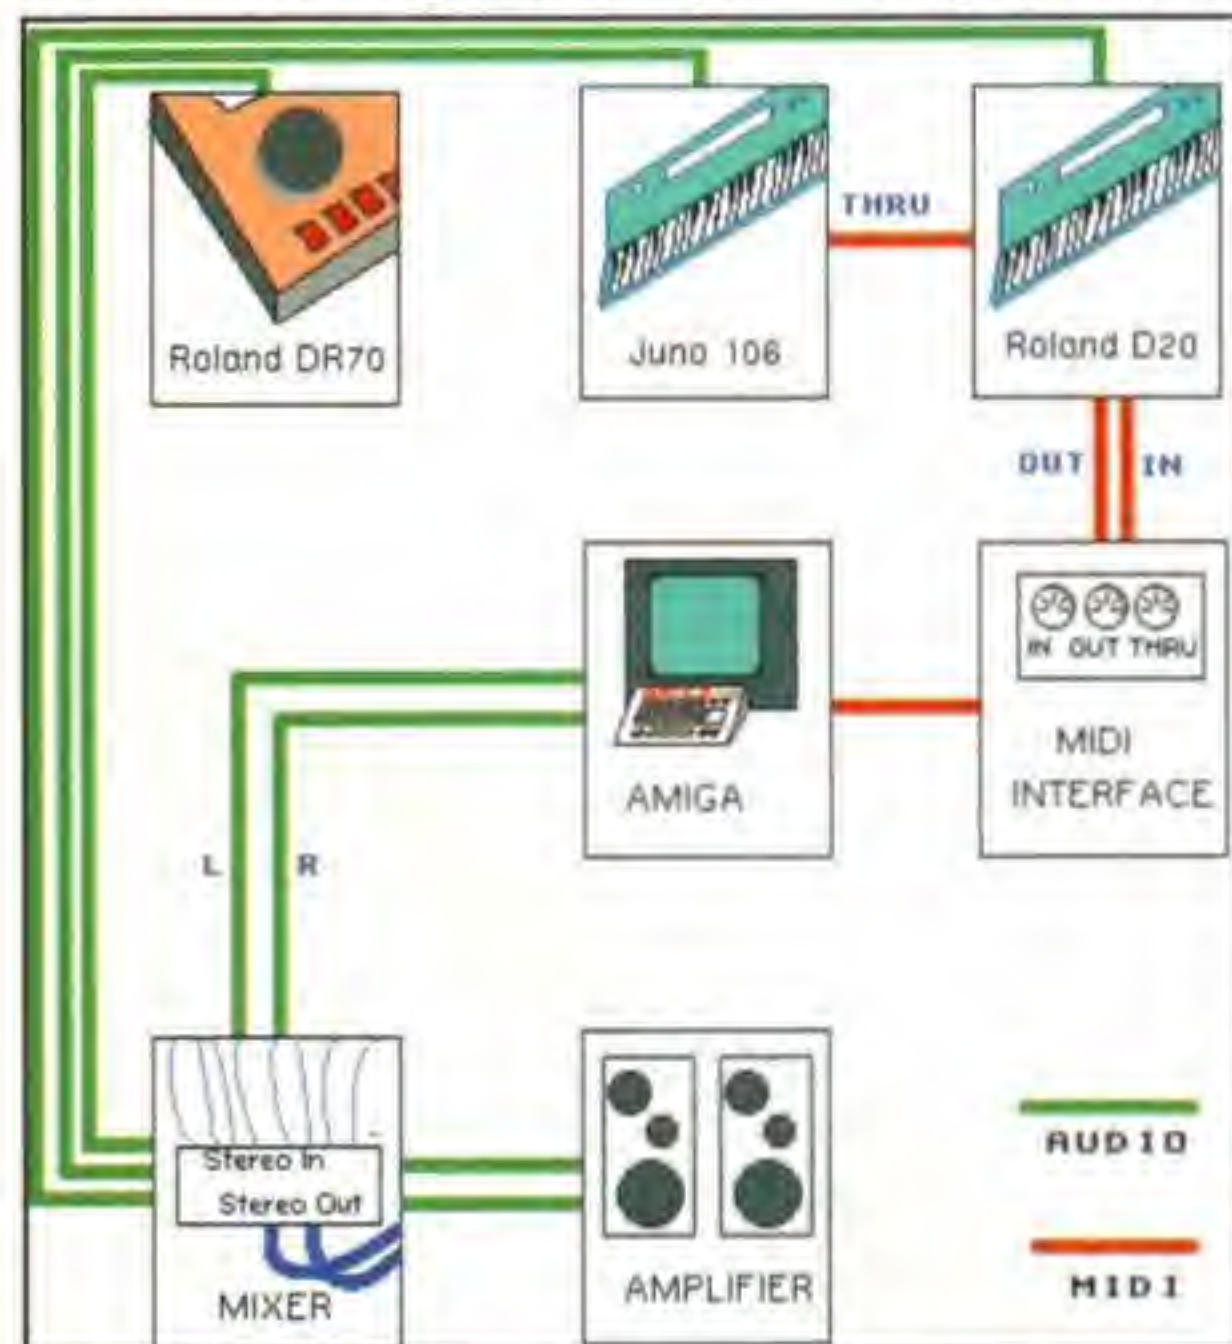 THRU
Roland DR70
Juno 106
Roland D20
OUT
IN
IN OUT THRU
AMIGA
MIDI
INTERFACE
L
R
Stereo In
Stereo Out
MIXER
AMPLIFIER
AUDIO
MIDI